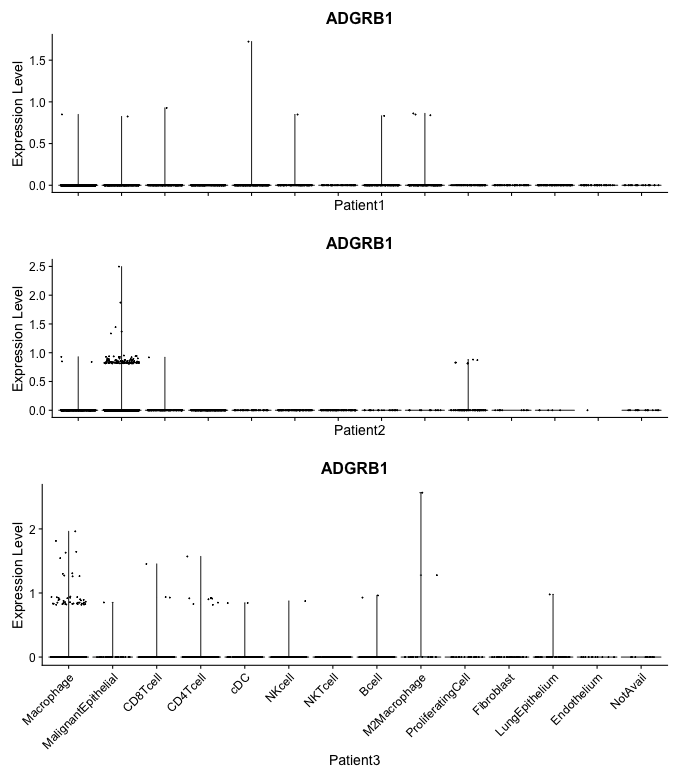 ADGRB1
Expression Level
1.5
1.0
0.5
0.0
Patient1
ADGRB1
Expression Level
2.5
2.0
1.5
1.0
0.5
0.0
Patient2
ADGRB1
Expression Level
2
1
0
Macrophage
MalignantEpithelial
CD8Tcell
CD4Tcell
cDC
NKcell
NKTcell
Bcell
M2Macrophage
ProliferatingCell
Fibroblast
LungEpithelium
Endothelium
NotAvail
Patient3